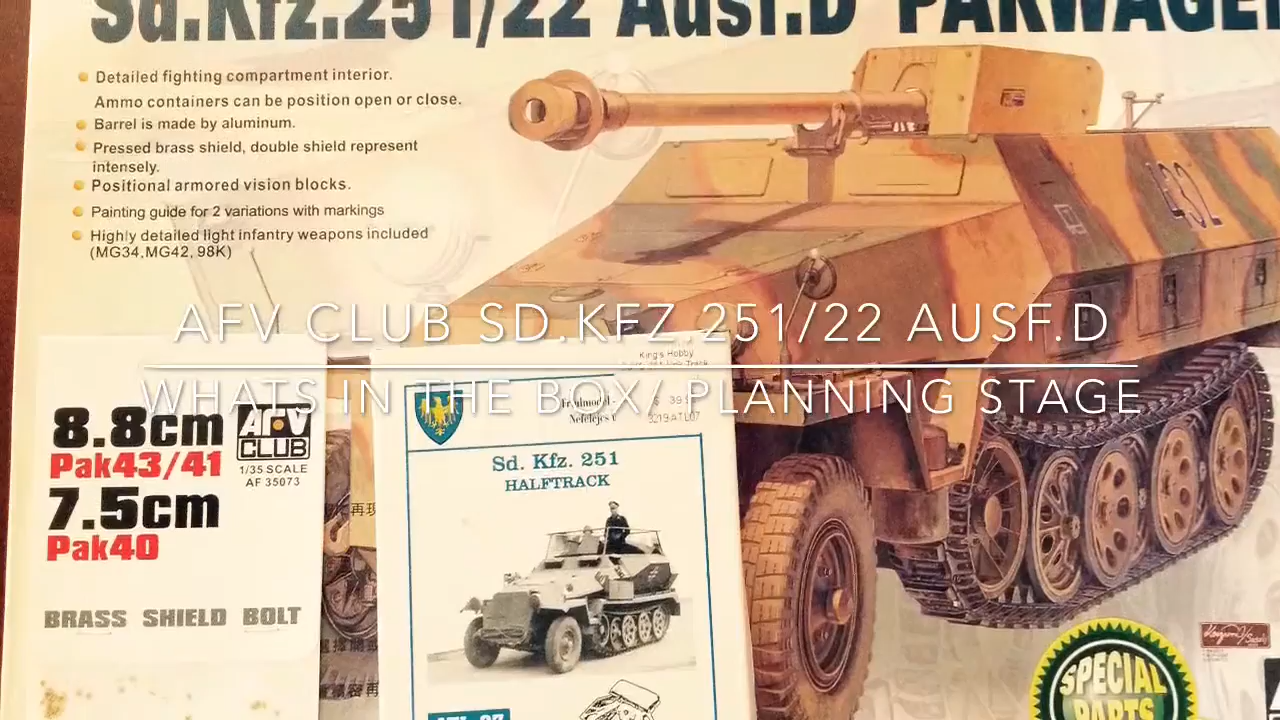 Sd.Kfz.251/22 Ausf.D PAKWAGEN
Detailed fighting compartment interior.
Ammo containers can be position open or close.
Barrel is made by aluminum.
Pressed brass shield, double shield represent
intensely.
Positional armored vision blocks.
Painting guide for 2 variations with markings
Highly detailed light infantry weapons included
(MG34,MG42, 98K)
AFV CLUB SD.KFZ 251/22 AUSF.D
WHATS IN THE BOX/ PLANNING STAGE
King's Hobby
8.8cm
Pak43/41
AFV
CLUB
1/35 SCALE
AF 35073
7.5cm
Pak40
BRASS SHIELD BOLT
Sd. Kfz. 251
HALFTRACK
SPECIAL
PARTS